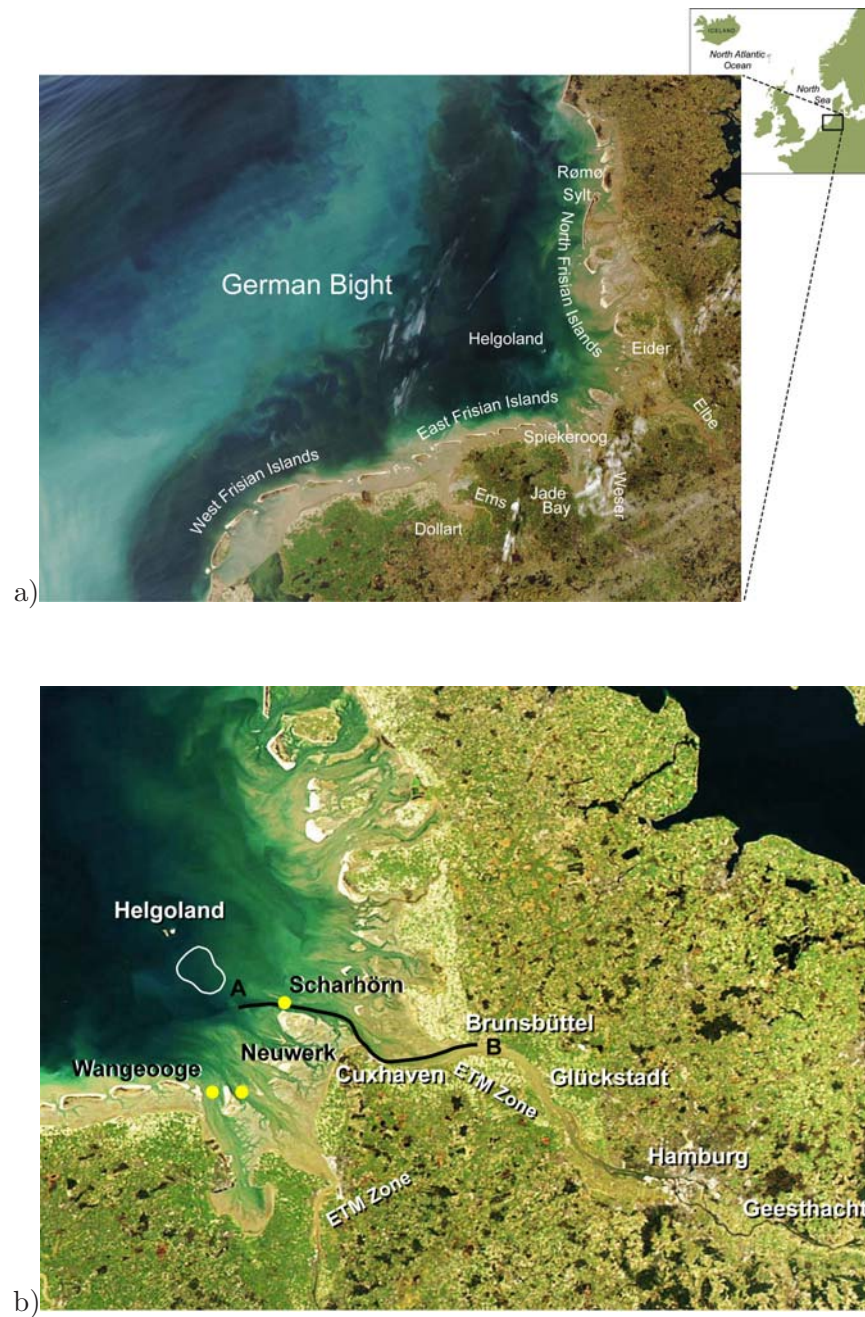 ICELAND
North Atlantic
Ocean
North
Sea
Rømø
Sylt
North Frisian Islands
German Bight
Helgoland
Eider
Elbe
East Frisian Islands
Spiekeroog
West Frisian Islands
Ems
Jade
Bay
Weser
Dollart
a)
Helgoland
A
Scharhörn
Brunsbüttel
B
Neuwerk
Wangeooge
Cuxhaven
ETM Zone
Glückstadt
Hamburg
ETM Zone
Geesthacht
b)